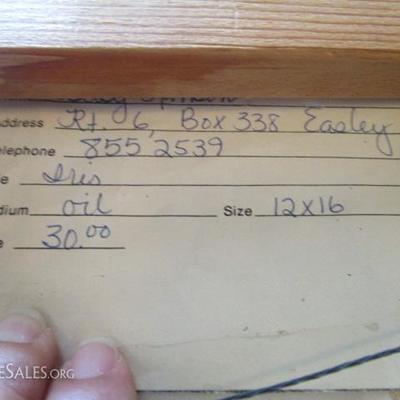 Address Rt. 6, Box 338 Easley
elephone 855 2539
e Iris
dium oil Size 12x16
e 30.00
ESALES.ORG